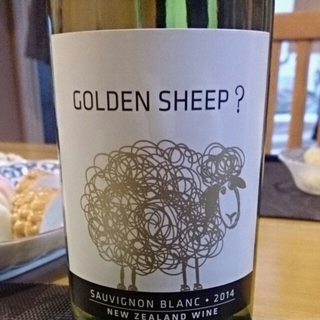 GOLDEN SHEEP ?
SAUVIGNON BLANC • 2014
NEW ZEALAND WINE